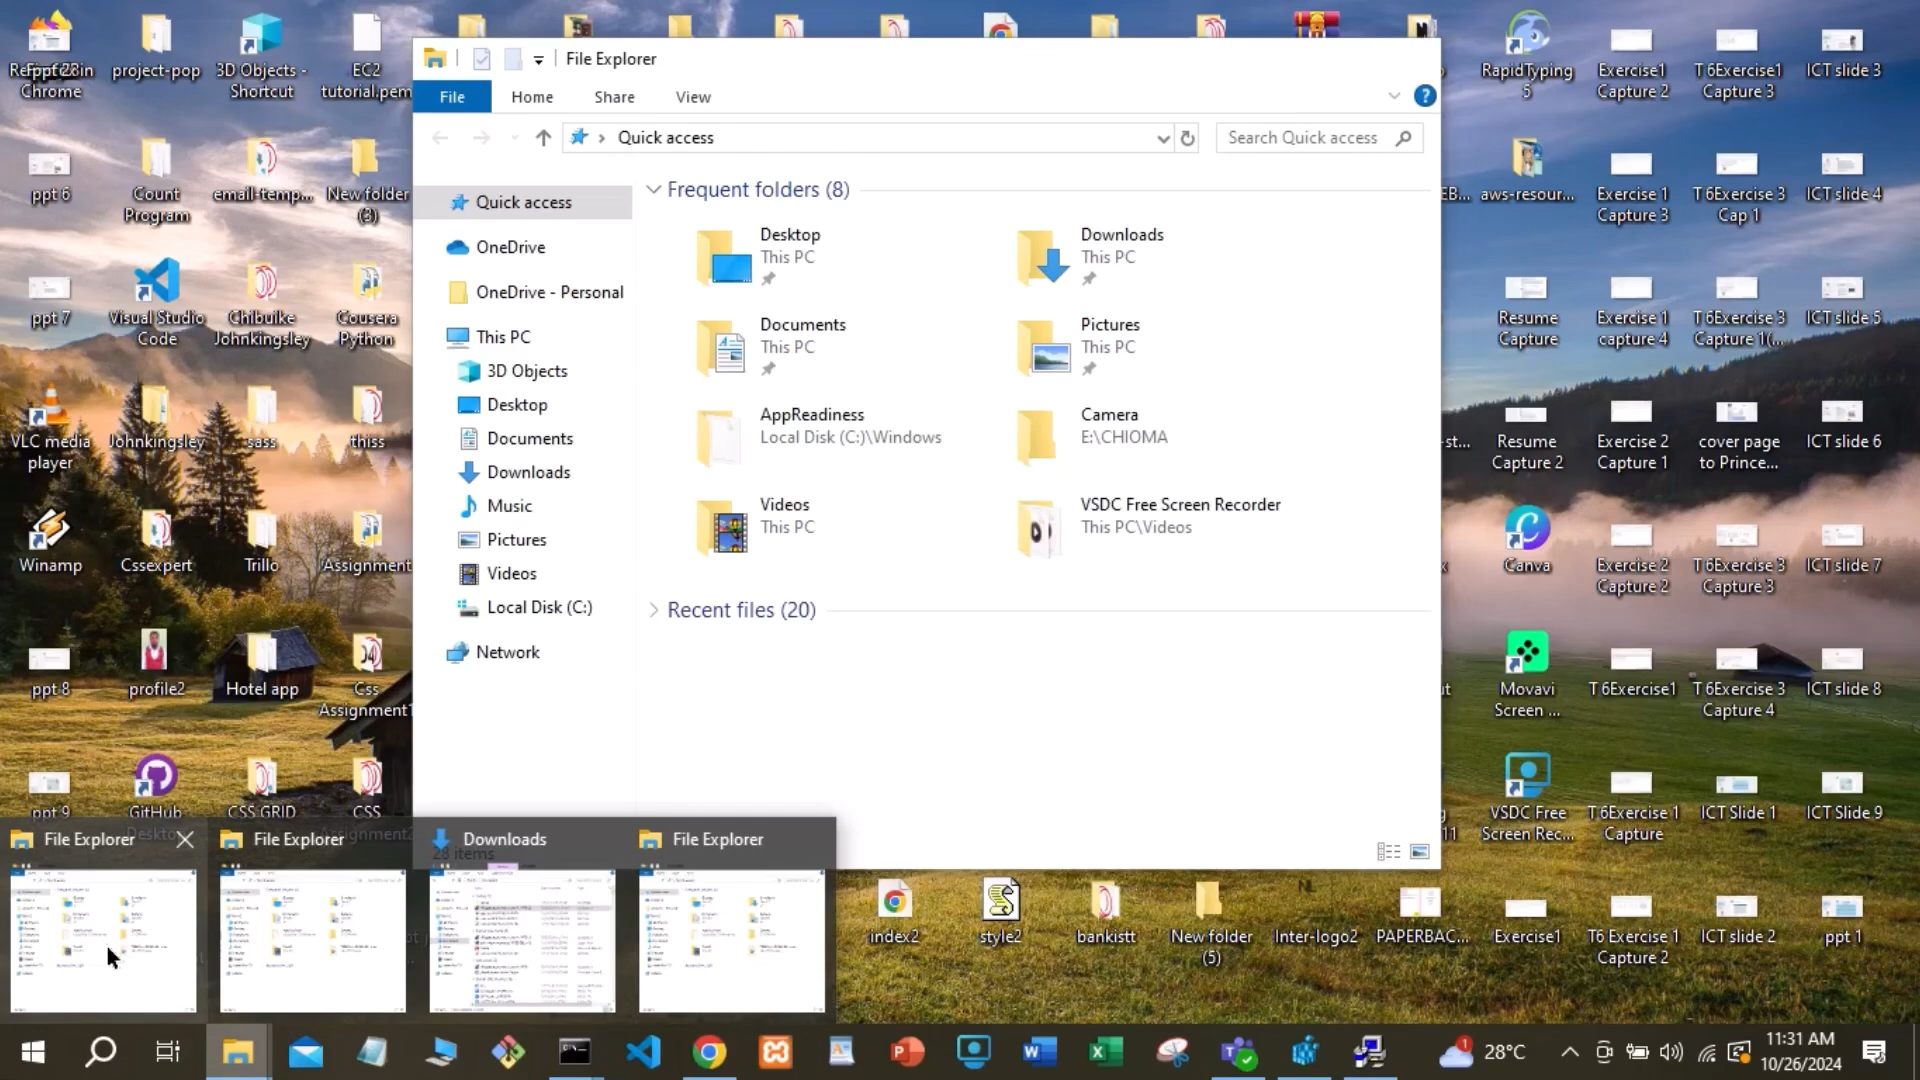 File Explorer
File
Home
Share
View
Quick access
Search Quick access
Quick access
OneDrive
OneDrive - Personal
This PC
3D Objects
Desktop
Documents
Downloads
Music
Pictures
Videos
Local Disk (C:)
Network
Frequent folders (8)
Desktop
This PC
Downloads
This PC
Documents
This PC
Pictures
This PC
AppReadiness
Local Disk (C:)\Windows
Camera
E:\CHIOMA
Videos
This PC
VSDC Free Screen Recorder
This PC\Videos
Recent files (20)
28 items
Chrome
project-pop
3D Objects -
Shortcut
EC2
tutorial.pem
ppt 6
Count
Program
email-temp...
New folder
(3)
ppt 7
Visual Studio
Code
Chibuike
Johnkingsley
Cousera
Python
VLC media
player
Johnkingsley
sass
thiss
Winamp
Cssexpert
Trillo
Assignment
ppt 8
profile2
Hotel app
Css
Assignment1
ppt 9
GitHub
Desktop
CSS GRID
CSS
Assignment2
RapidTyping
5
Exercise1
Capture 2
T 6Exercise1
Capture 3
ICT slide 3
aws-resour...
Exercise 1
Capture 3
T 6Exercise 3
Cap 1
ICT slide 4
Resume
Capture
Exercise 1
capture 4
T 6Exercise 3
Capture 1(...
ICT slide 5
Resume
Capture 2
Exercise 2
Capture 1
cover page
to Prince...
ICT slide 6
Canva
Exercise 2
Capture 2
T 6Exercise 3
Capture 3
ICT slide 7
Movavi
Screen ...
T 6Exercise1
T 6Exercise 3
Capture 4
ICT slide 8
VSDC Free
Screen Rec...
T 6Exercise 1
Capture
ICT Slide 1
ICT Slide 9
index2
style2
bankistt
New folder
(5)
Inter-logo2
PAPERBAC...
Exercise1
T6 Exercise 1
Capture 2
ICT slide 2
ppt 1
File Explorer
File Explorer
Downloads
File Explorer
28°C
11:31 AM
10/26/2024